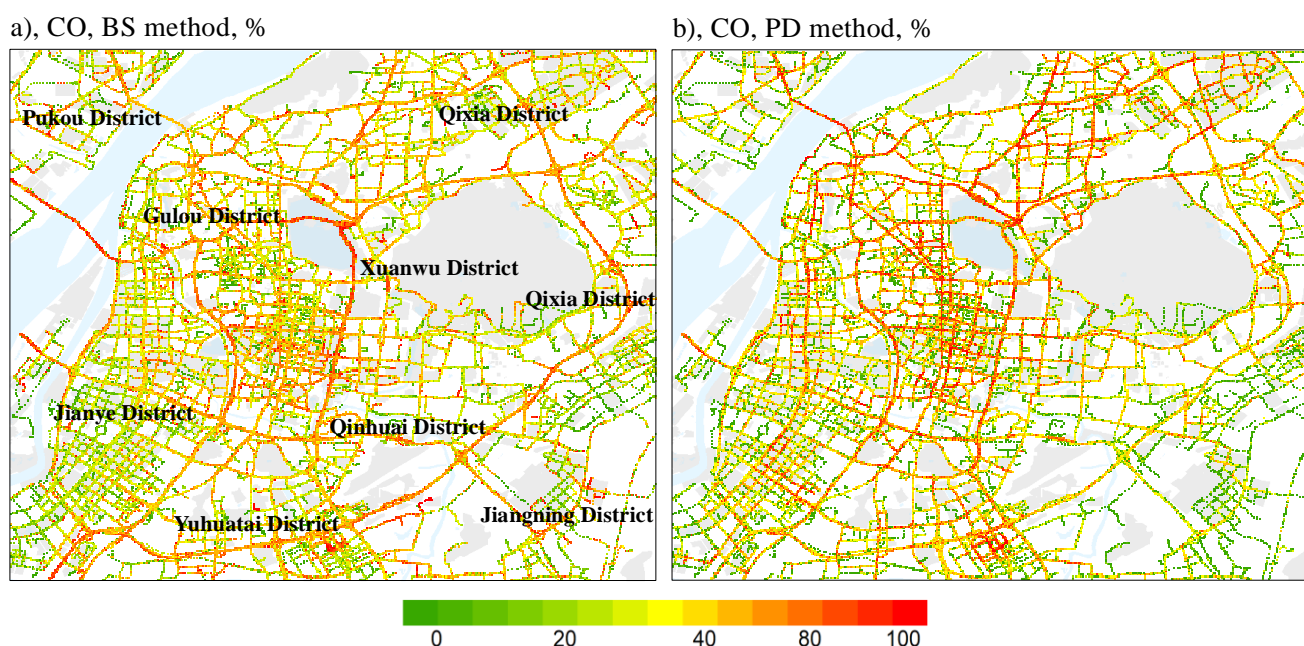 a), CO, BS method, %
b), CO, PD method, %
Pukou District
Qixia District
Gulou District
Xuanwu District
Qixia District
Jianye District
Qinhuai District
Yuhuatai District
Jiangning District
0 20 40 80 100